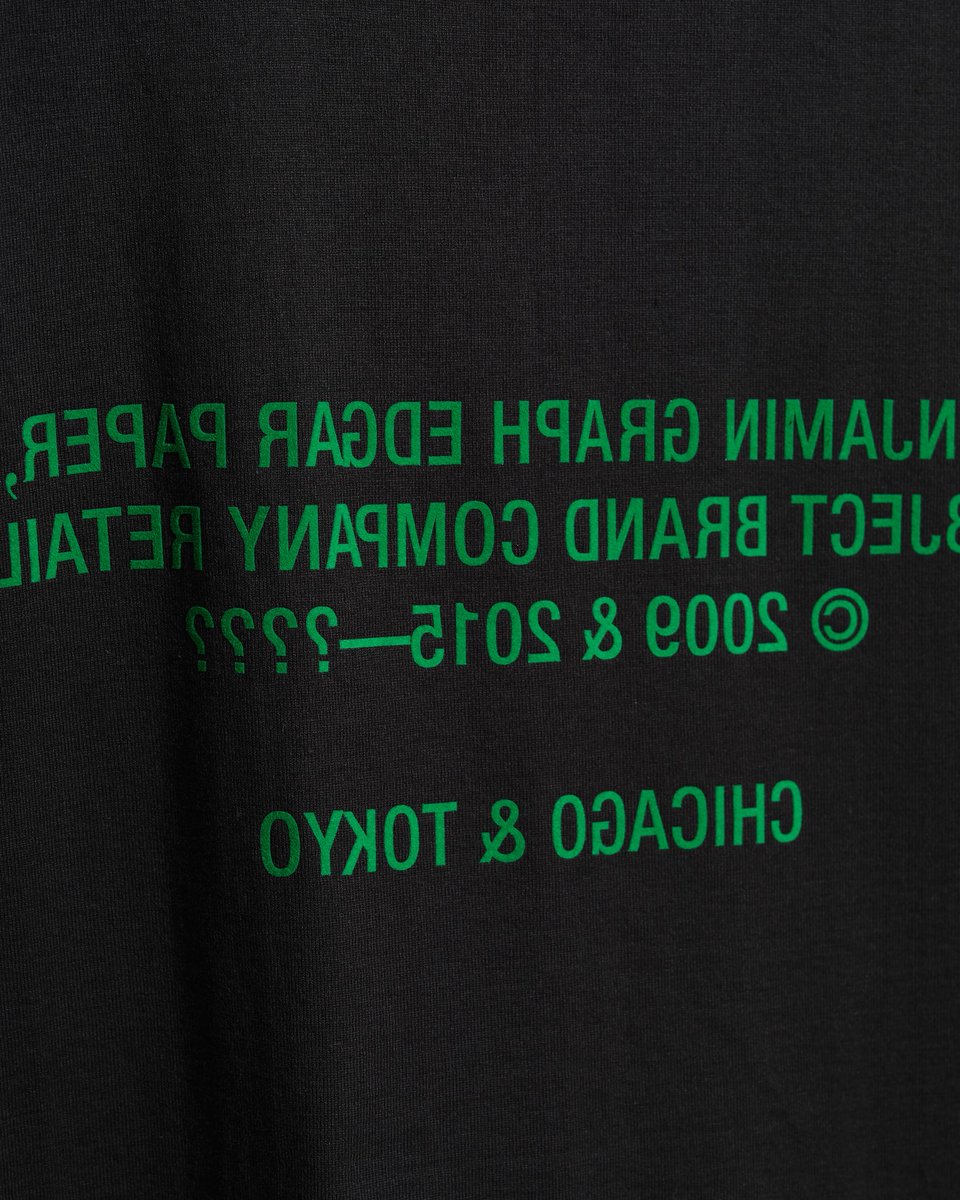 NJAMIN GRAPH EDGAR PAPER,
BJECT BRAND COMPANY RETAIL
© 2009 & 2015—????
CHICAGO & TOKYO